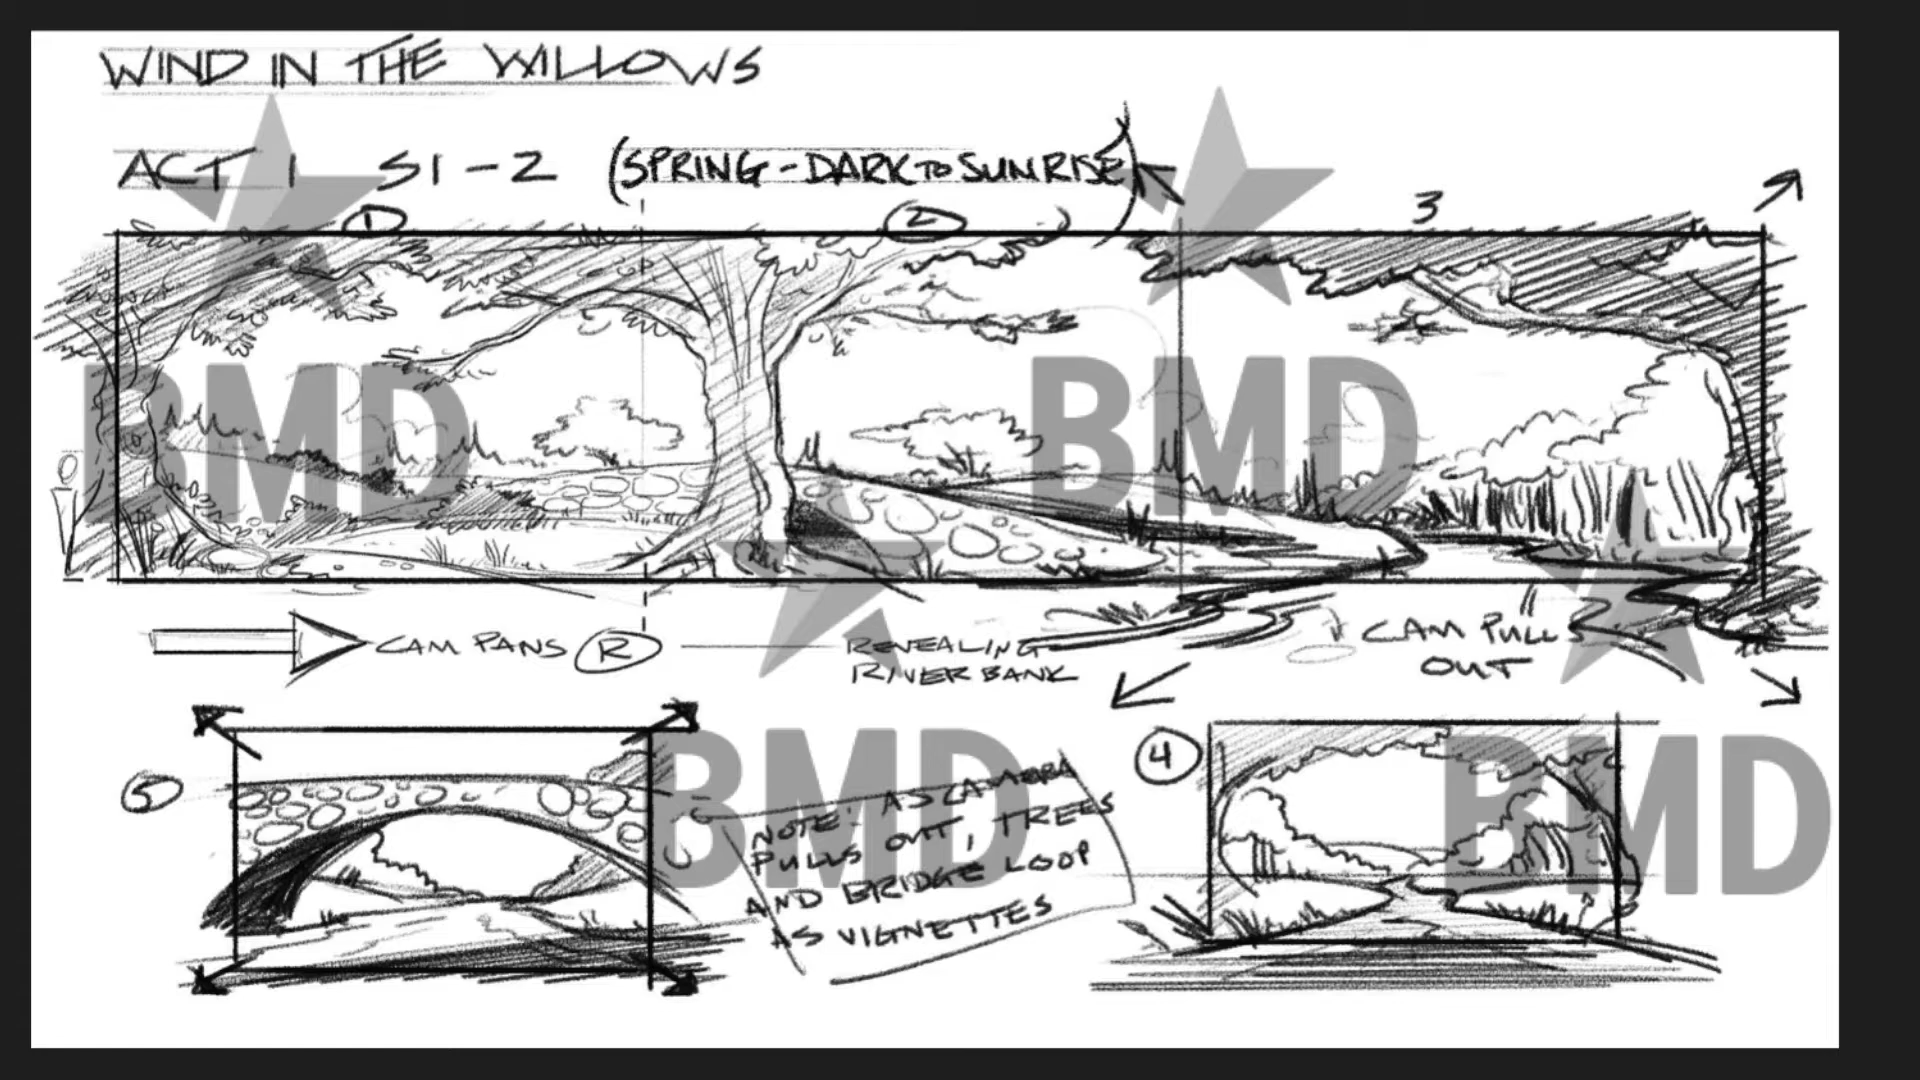 WIND IN THE WILLOWS
ACT 1 S1-2 (SPRING-DARK TO SUNRISE)
1 2 3
CAM PANS R
REVEALING
RIVER BANK
CAM PULLS
OUT
5
4
NOTE: AS CAMERA
PULLS OUT, TREES
AND BRIDGE LOOP
AS VIGNETTES
BMD
BMD
BMD
BMD